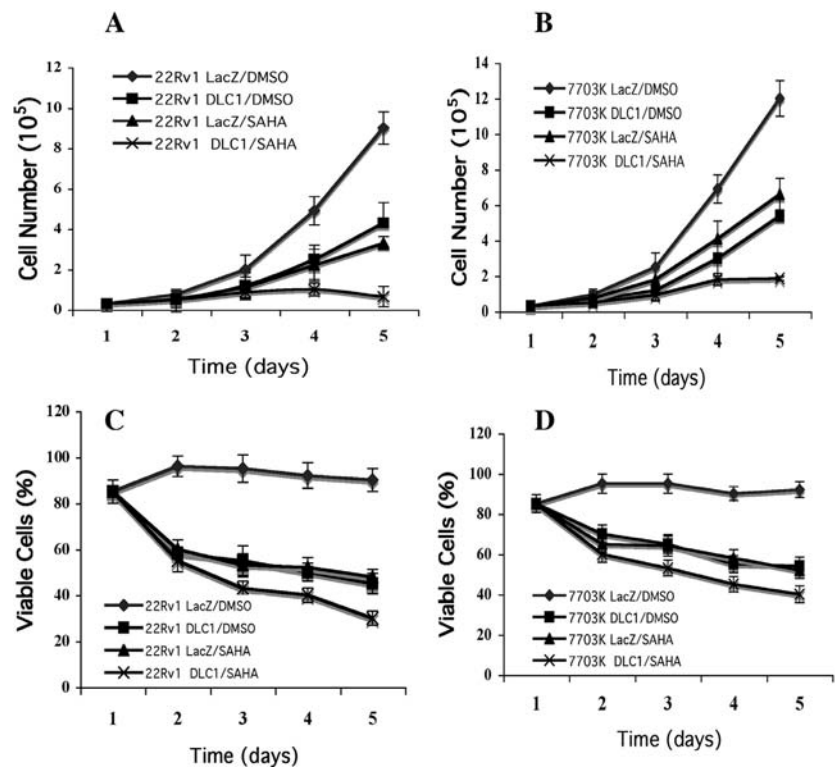 A
22Rv1 LacZ/DMSO
22Rv1 DLC1/DMSO
22Rv1 LacZ/SAHA
22Rv1 DLC1/SAHA
Cell Number (10⁵)
12
10
8
6
4
2
0
1 2 3 4 5
Time (days)
B
7703K LacZ/DMSO
7703K DLC1/DMSO
7703K LacZ/SAHA
7703K DLC1/SAHA
Cell Number (10⁵)
14
12
10
8
6
4
2
0
1 2 3 4 5
Time (days)
C
Viable Cells (%)
120
100
80
60
40
20
0
22Rv1 LacZ/DMSO
22Rv1 DLC1/DMSO
22Rv1 LacZ/SAHA
22Rv1 DLC1/SAHA
1 2 3 4 5
Time (days)
D
Viable Cells (%)
120
100
80
60
40
20
0
7703K LacZ/DMSO
7703K DLC1/DMSO
7703K LacZ/SAHA
7703K DLC1/SAHA
1 2 3 4 5
Time (days)